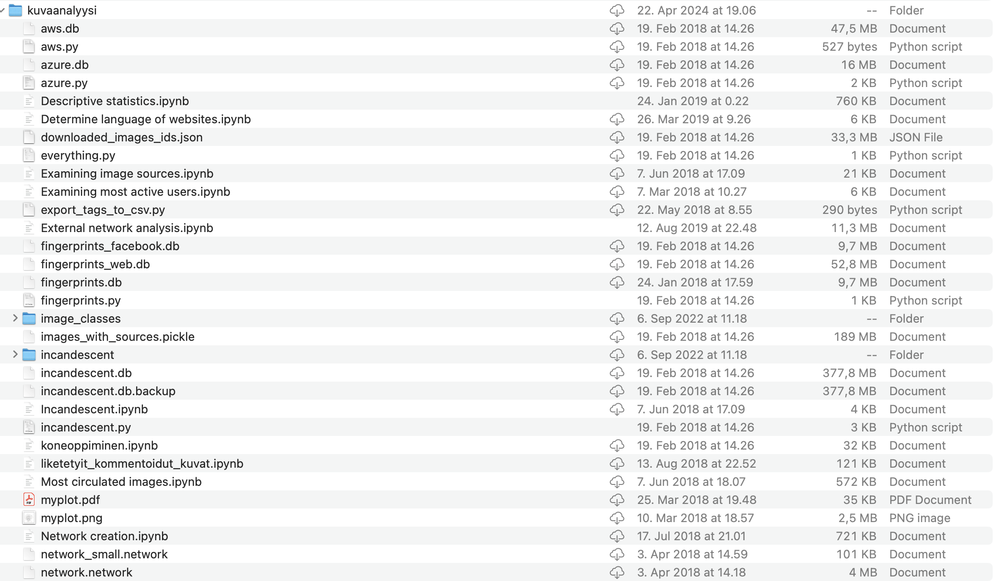 kuvaanalyysi 22. Apr 2024 at 19.06 -- Folder
aws.db 19. Feb 2018 at 14.26 47,5 MB Document
aws.py 19. Feb 2018 at 14.26 527 bytes Python script
azure.db 19. Feb 2018 at 14.26 16 MB Document
azure.py 19. Feb 2018 at 14.26 2 KB Python script
Descriptive statistics.ipynb 24. Jan 2019 at 0.22 760 KB Document
Determine language of websites.ipynb 26. Mar 2019 at 9.26 6 KB Document
downloaded_images_ids.json 19. Feb 2018 at 14.26 33,3 MB JSON File
everything.py 19. Feb 2018 at 14.26 1 KB Python script
Examining image sources.ipynb 7. Jun 2018 at 17.09 21 KB Document
Examining most active users.ipynb 7. Mar 2018 at 10.27 6 KB Document
export_tags_to_csv.py 22. May 2018 at 8.55 290 bytes Python script
External network analysis.ipynb 12. Aug 2019 at 22.48 11,3 MB Document
fingerprints_facebook.db 19. Feb 2018 at 14.26 9,7 MB Document
fingerprints_web.db 19. Feb 2018 at 14.26 52,8 MB Document
fingerprints.db 24. Jan 2018 at 17.59 9,7 MB Document
fingerprints.py 19. Feb 2018 at 14.26 1 KB Python script
image_classes 6. Sep 2022 at 11.18 -- Folder
images_with_sources.pickle 19. Feb 2018 at 14.26 189 MB Document
incandescent 6. Sep 2022 at 11.18 -- Folder
incandescent.db 19. Feb 2018 at 14.26 377,8 MB Document
incandescent.db.backup 19. Feb 2018 at 14.26 377,8 MB Document
Incandescent.ipynb 7. Jun 2018 at 17.09 4 KB Document
incandescent.py 19. Feb 2018 at 14.26 3 KB Python script
koneoppiminen.ipynb 19. Feb 2018 at 14.26 32 KB Document
liketetyit_kommentoidut_kuvat.ipynb 13. Aug 2018 at 22.52 121 KB Document
Most circulated images.ipynb 7. Jun 2018 at 18.07 572 KB Document
myplot.pdf 25. Mar 2018 at 19.48 35 KB PDF Document
myplot.png 10. Mar 2018 at 18.57 2,5 MB PNG image
Network creation.ipynb 17. Jul 2018 at 21.01 721 KB Document
network_small.network 3. Apr 2018 at 14.59 101 KB Document
network.network 3. Apr 2018 at 14.18 4 MB Document